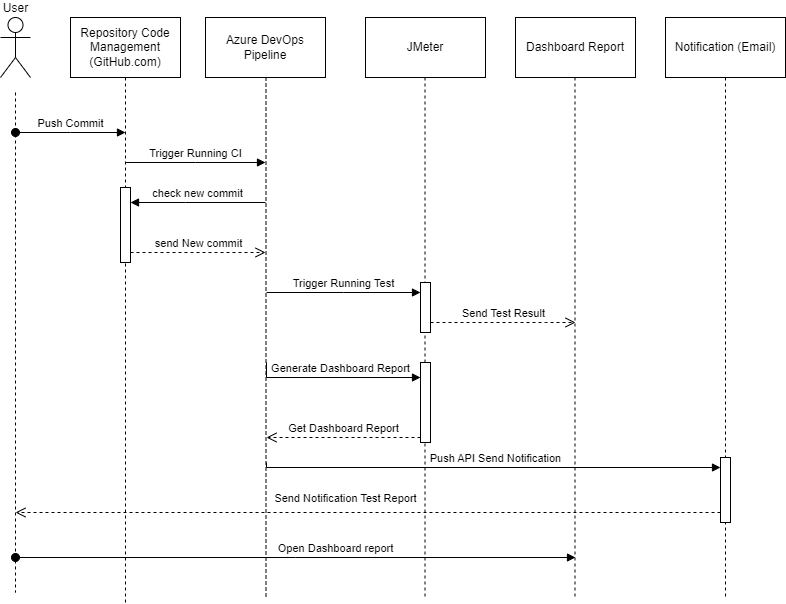 User
Repository Code
Management
(GitHub.com)
Azure DevOps
Pipeline
JMeter
Dashboard Report
Notification (Email)
Push Commit
Trigger Running CI
check new commit
send New commit
Trigger Running Test
Send Test Result
Generate Dashboard Report
Get Dashboard Report
Push API Send Notification
Send Notification Test Report
Open Dashboard report